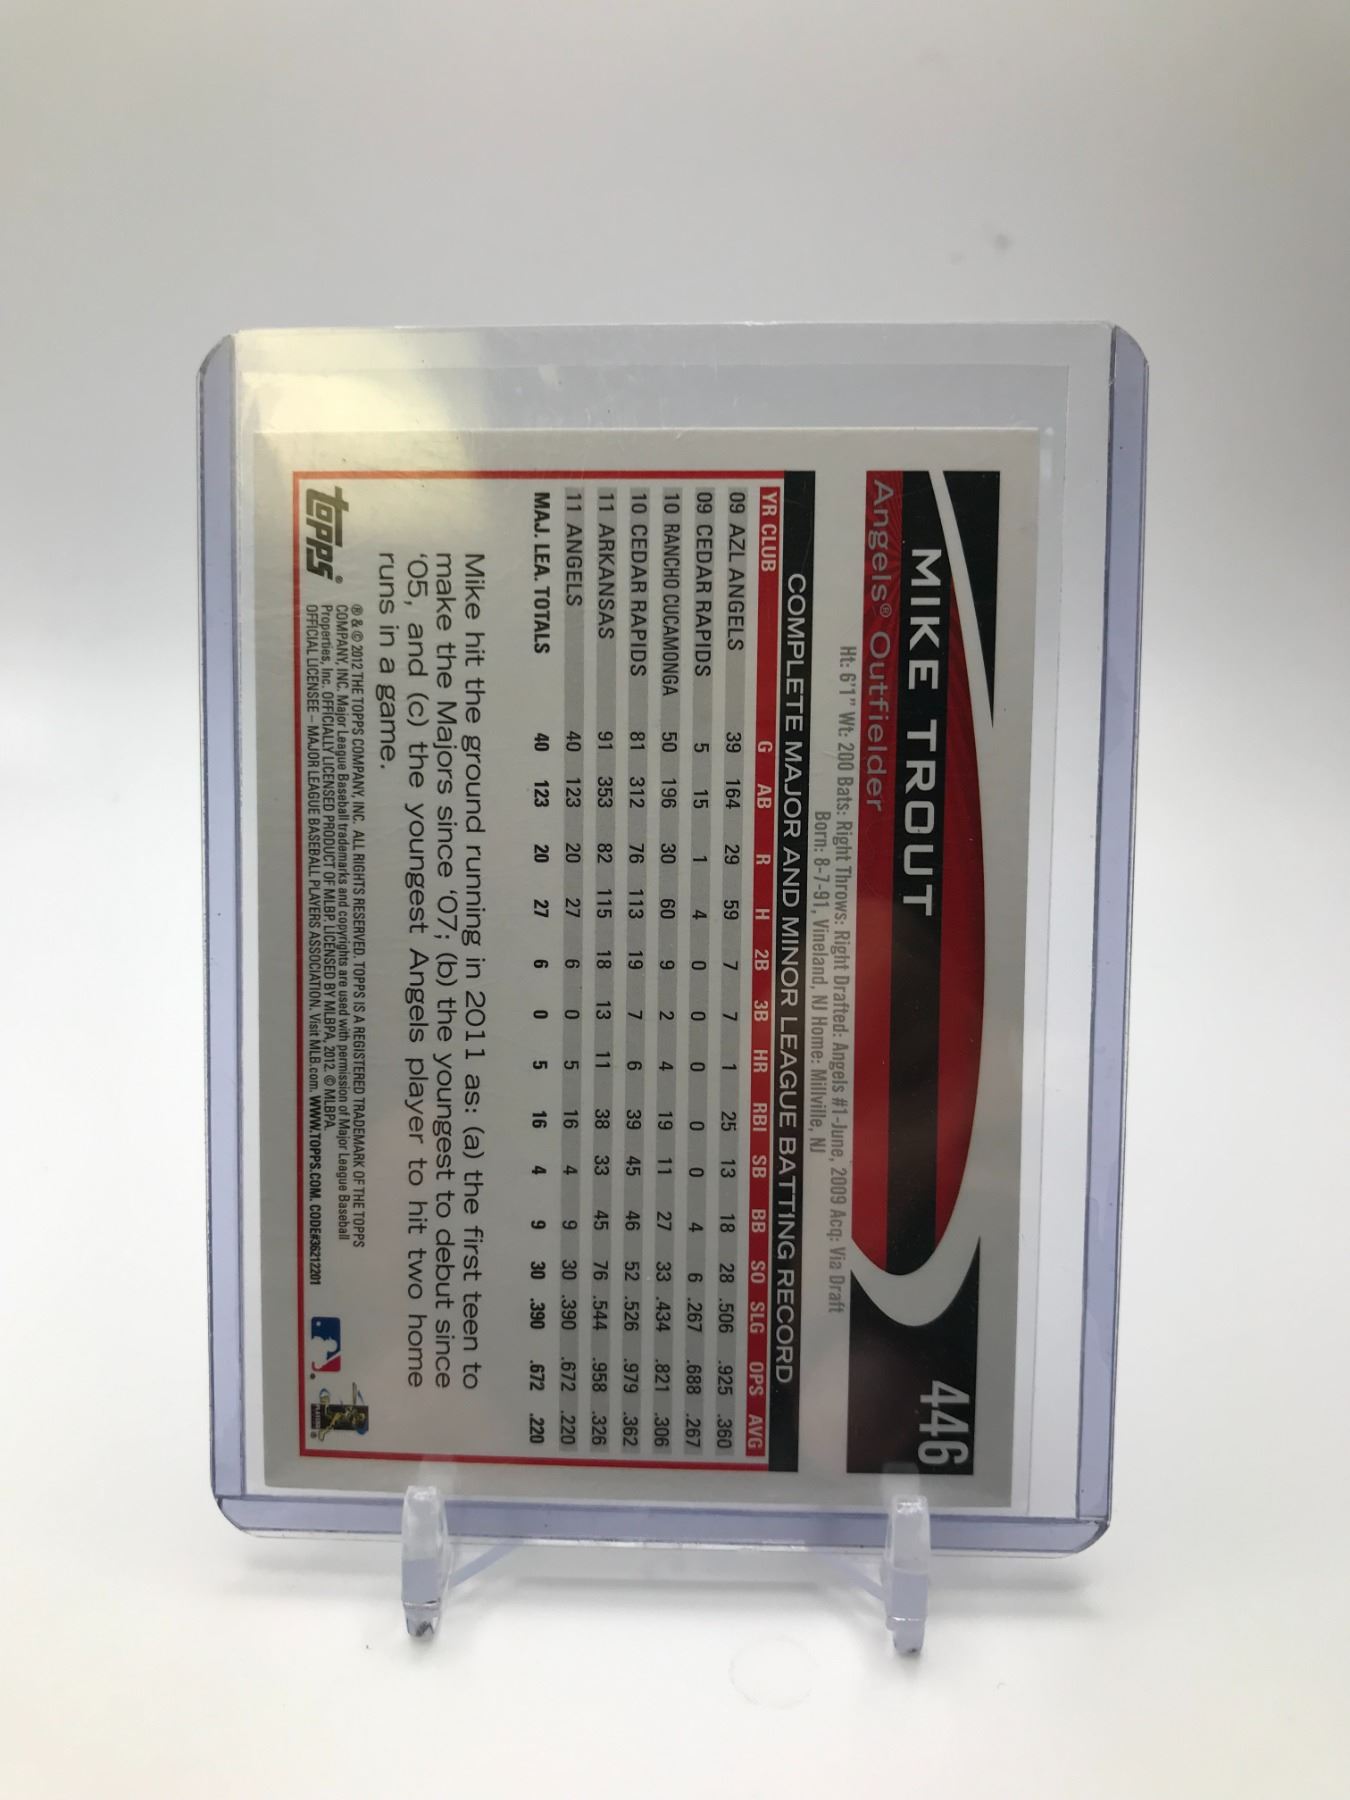 MIKE TROUT
446
Angels® Outfielder
Ht: 6'1" Wt: 200 Bats: Right Throws: Right Drafted: Angels #1-June, 2009 Acq: Via Draft
Born: 8-7-91, Vineland, NJ Home: Millville, NJ
COMPLETE MAJOR AND MINOR LEAGUE BATTING RECORD
YR CLUB G AB R H 2B 3B HR RBI SB BB SO SLG OPS AVG
09 AZL ANGELS 39 164 29 59 7 7 1 25 13 18 28 .506 .925 .360
09 CEDAR RAPIDS 5 15 1 4 0 0 0 0 0 4 6 .267 .688 .267
10 RANCHO CUCAMONGA 50 196 30 60 9 2 4 19 11 27 33 .434 .821 .306
10 CEDAR RAPIDS 81 312 76 113 19 7 6 39 45 46 52 .526 .979 .362
11 ARKANSAS 91 353 82 115 18 13 11 38 33 45 76 .544 .958 .326
11 ANGELS 40 123 20 27 6 0 5 16 4 9 30 .390 .672 .220
MAJ. LEA. TOTALS 40 123 20 27 6 0 5 16 4 9 30 .390 .672 .220
Mike hit the ground running in 2011 as: (a) the first teen to
make the Majors since '07; (b) the youngest to debut since
'05, and (c) the youngest Angels player to hit two home
runs in a game.
topps®
® & © 2012 THE TOPPS COMPANY, INC. ALL RIGHTS RESERVED. TOPPS IS A REGISTERED TRADEMARK OF THE TOPPS
COMPANY, INC. Major League Baseball trademarks and copyrights are used with permission of Major League Baseball
Properties, Inc. OFFICIALLY LICENSED PRODUCT OF MLBP. LICENSED BY MLBPA, 2012. © MLBPA
OFFICIAL LICENSEE – MAJOR LEAGUE BASEBALL PLAYERS ASSOCIATION. Visit MLB.com. WWW.TOPPS.COM. CODE#36212201